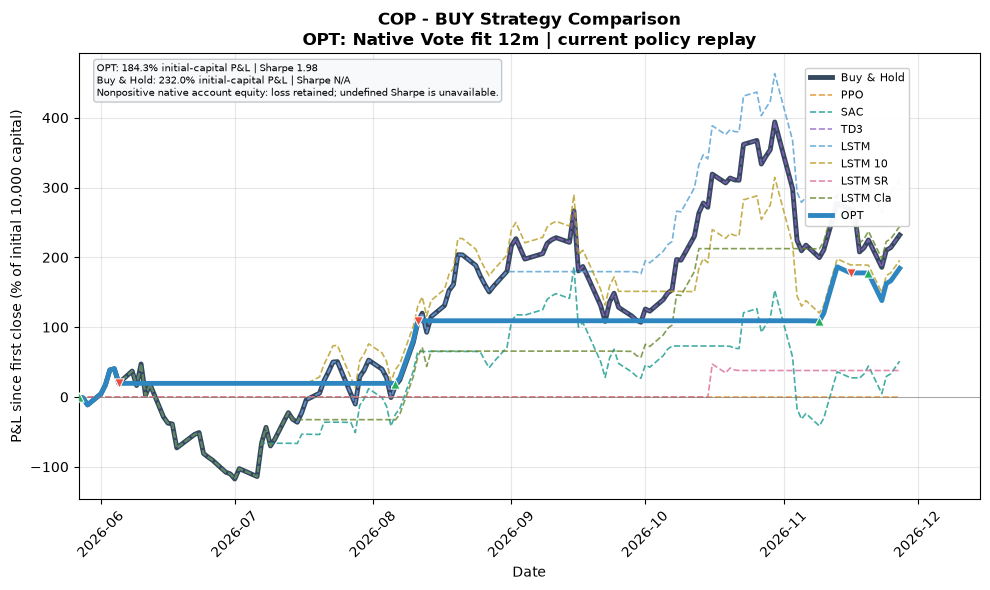 COP - BUY Strategy Comparison
OPT: Native Vote fit 12m | current policy replay
OPT: 184.3% initial-capital P&L | Sharpe 1.98
Buy & Hold: 232.0% initial-capital P&L | Sharpe N/A
Nonpositive native account equity: loss retained; undefined Sharpe is unavailable.
Buy & Hold
PPO
SAC
TD3
LSTM
LSTM 10
LSTM SR
LSTM Cla
OPT
P&L since first close (% of initial 10,000 capital)
400
300
200
100
0
−100
2026-06
2026-07
2026-08
2026-09
2026-10
2026-11
2026-12
Date